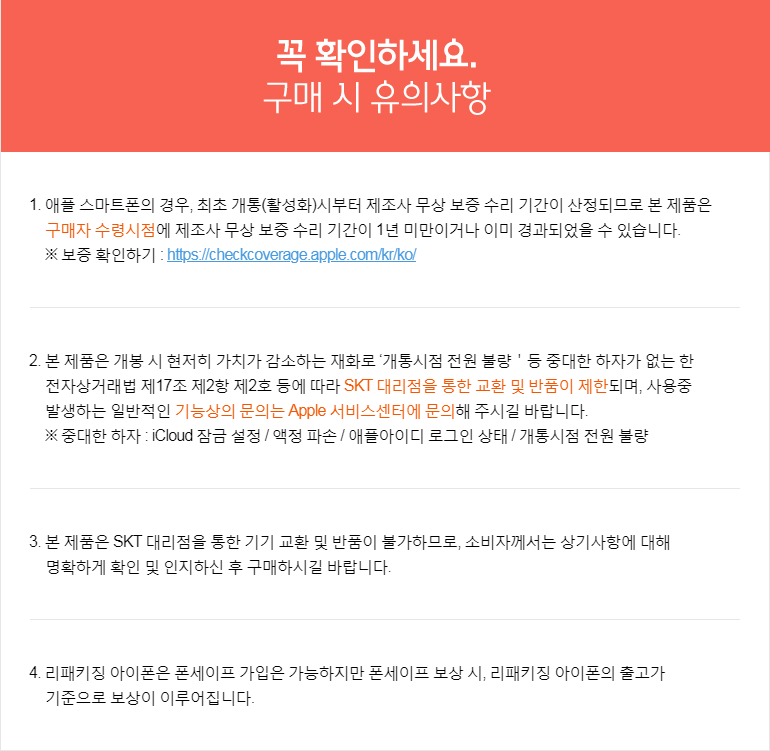 꼭 확인하세요.
구매 시 유의사항
1. 애플 스마트폰의 경우, 최초 개통(활성화)시부터 제조사 무상 보증 수리 기간이 산정되므로 본 제품은
구매자 수령시점에 제조사 무상 보증 수리 기간이 1년 미만이거나 이미 경과되었을 수 있습니다.
※ 보증 확인하기 : https://checkcoverage.apple.com/kr/ko/
2. 본 제품은 개봉 시 현저히 가치가 감소하는 재화로 ‘개통시점 전원 불량 ' 등 중대한 하자가 없는 한
전자상거래법 제17조 제2항 제2호 등에 따라 SKT 대리점을 통한 교환 및 반품이 제한되며, 사용중
발생하는 일반적인 기능상의 문의는 Apple 서비스센터에 문의해 주시길 바랍니다.
※ 중대한 하자 : iCloud 잠금 설정 / 액정 파손 / 애플아이디 로그인 상태 / 개통시점 전원 불량
3. 본 제품은 SKT 대리점을 통한 기기 교환 및 반품이 불가하므로, 소비자께서는 상기사항에 대해
명확하게 확인 및 인지하신 후 구매하시길 바랍니다.
4. 리패키징 아이폰은 폰세이프 가입은 가능하지만 폰세이프 보상 시, 리패키징 아이폰의 출고가
기준으로 보상이 이루어집니다.